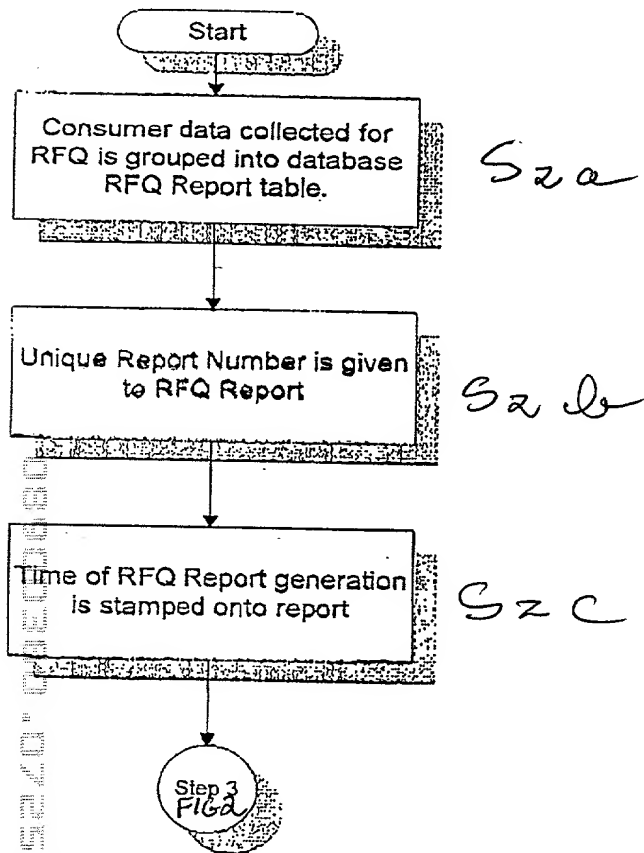 Start
Consumer data collected for
RFQ is grouped into database
RFQ Report table.
S2a
Unique Report Number is given
to RFQ Report
S2b
Time of RFQ Report generation
is stamped onto report
S2c
Step 3
FIG2